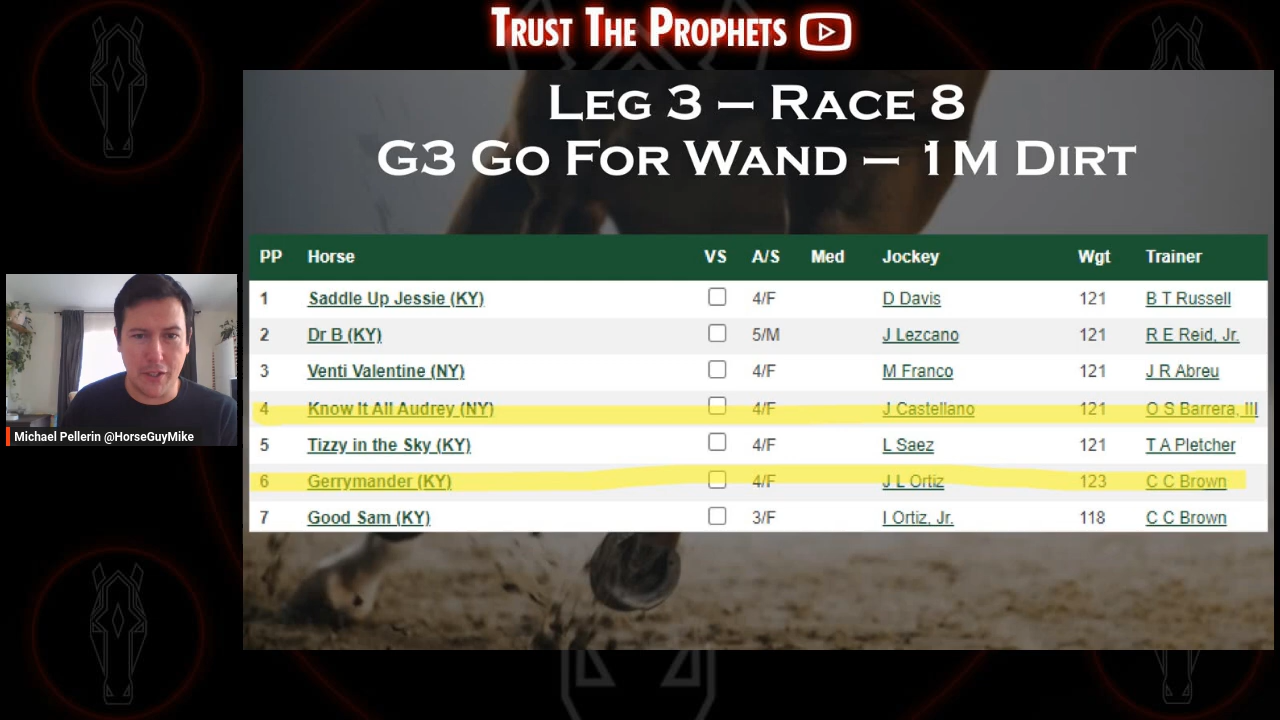 Trust The Prophets
Leg 3 – Race 8
G3 Go For Wand – 1M Dirt
PP Horse VS A/S Med Jockey Wgt Trainer
1 Saddle Up Jessie (KY) 4/F D Davis 121 B T Russell
2 Dr B (KY) 5/M J Lezcano 121 R E Reid, Jr.
3 Venti Valentine (NY) 4/F M Franco 121 J R Abreu
4 Know It All Audrey (NY) 4/F J Castellano 121 O S Barrera, III
5 Tizzy in the Sky (KY) 4/F L Saez 121 T A Pletcher
6 Gerrymander (KY) 4/F J L Ortiz 123 C C Brown
7 Good Sam (KY) 3/F I Ortiz, Jr. 118 C C Brown
Michael Pellerin @HorseGuyMike